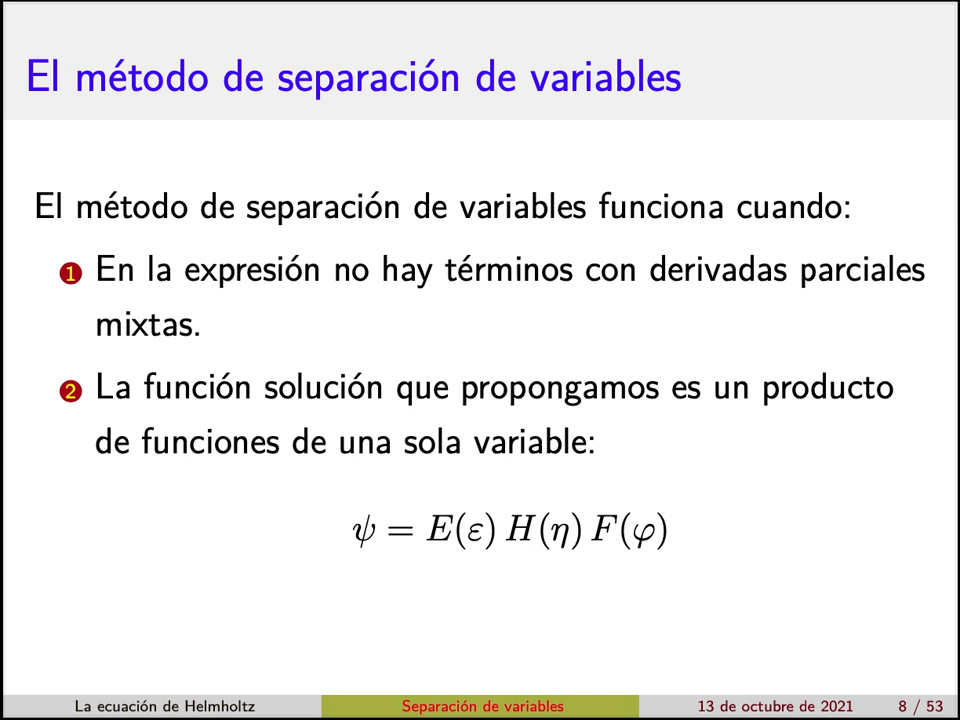 El método de separación de variables
El método de separación de variables funciona cuando:
1 En la expresión no hay términos con derivadas parciales
mixtas.
2 La función solución que propongamos es un producto
de funciones de una sola variable:
ψ = E(ε) H(η) F(φ)
La ecuación de Helmholtz Separación de variables 13 de octubre de 2021 8 / 53